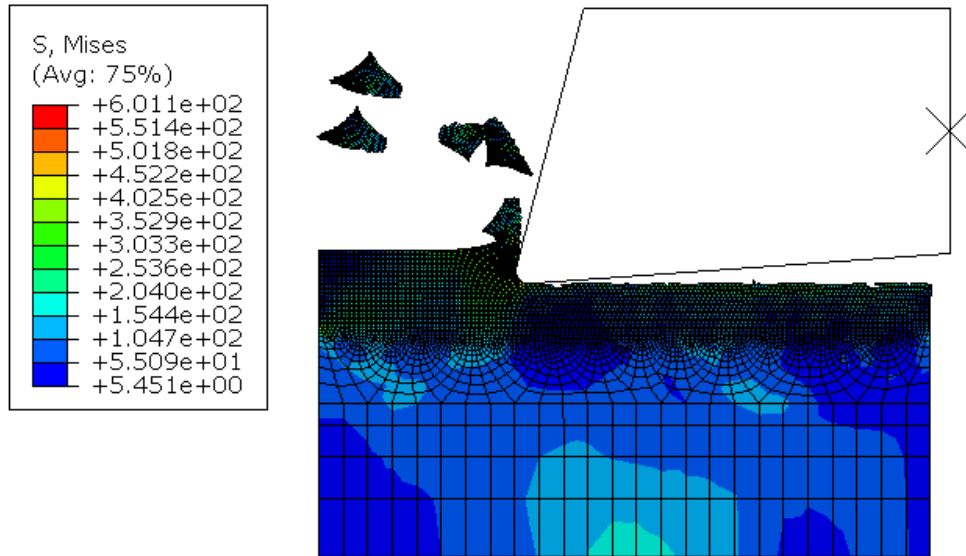 S, Mises
(Avg: 75%)
+6.011e+02
+5.514e+02
+5.018e+02
+4.522e+02
+4.025e+02
+3.529e+02
+3.033e+02
+2.536e+02
+2.040e+02
+1.544e+02
+1.047e+02
+5.509e+01
+5.451e+00